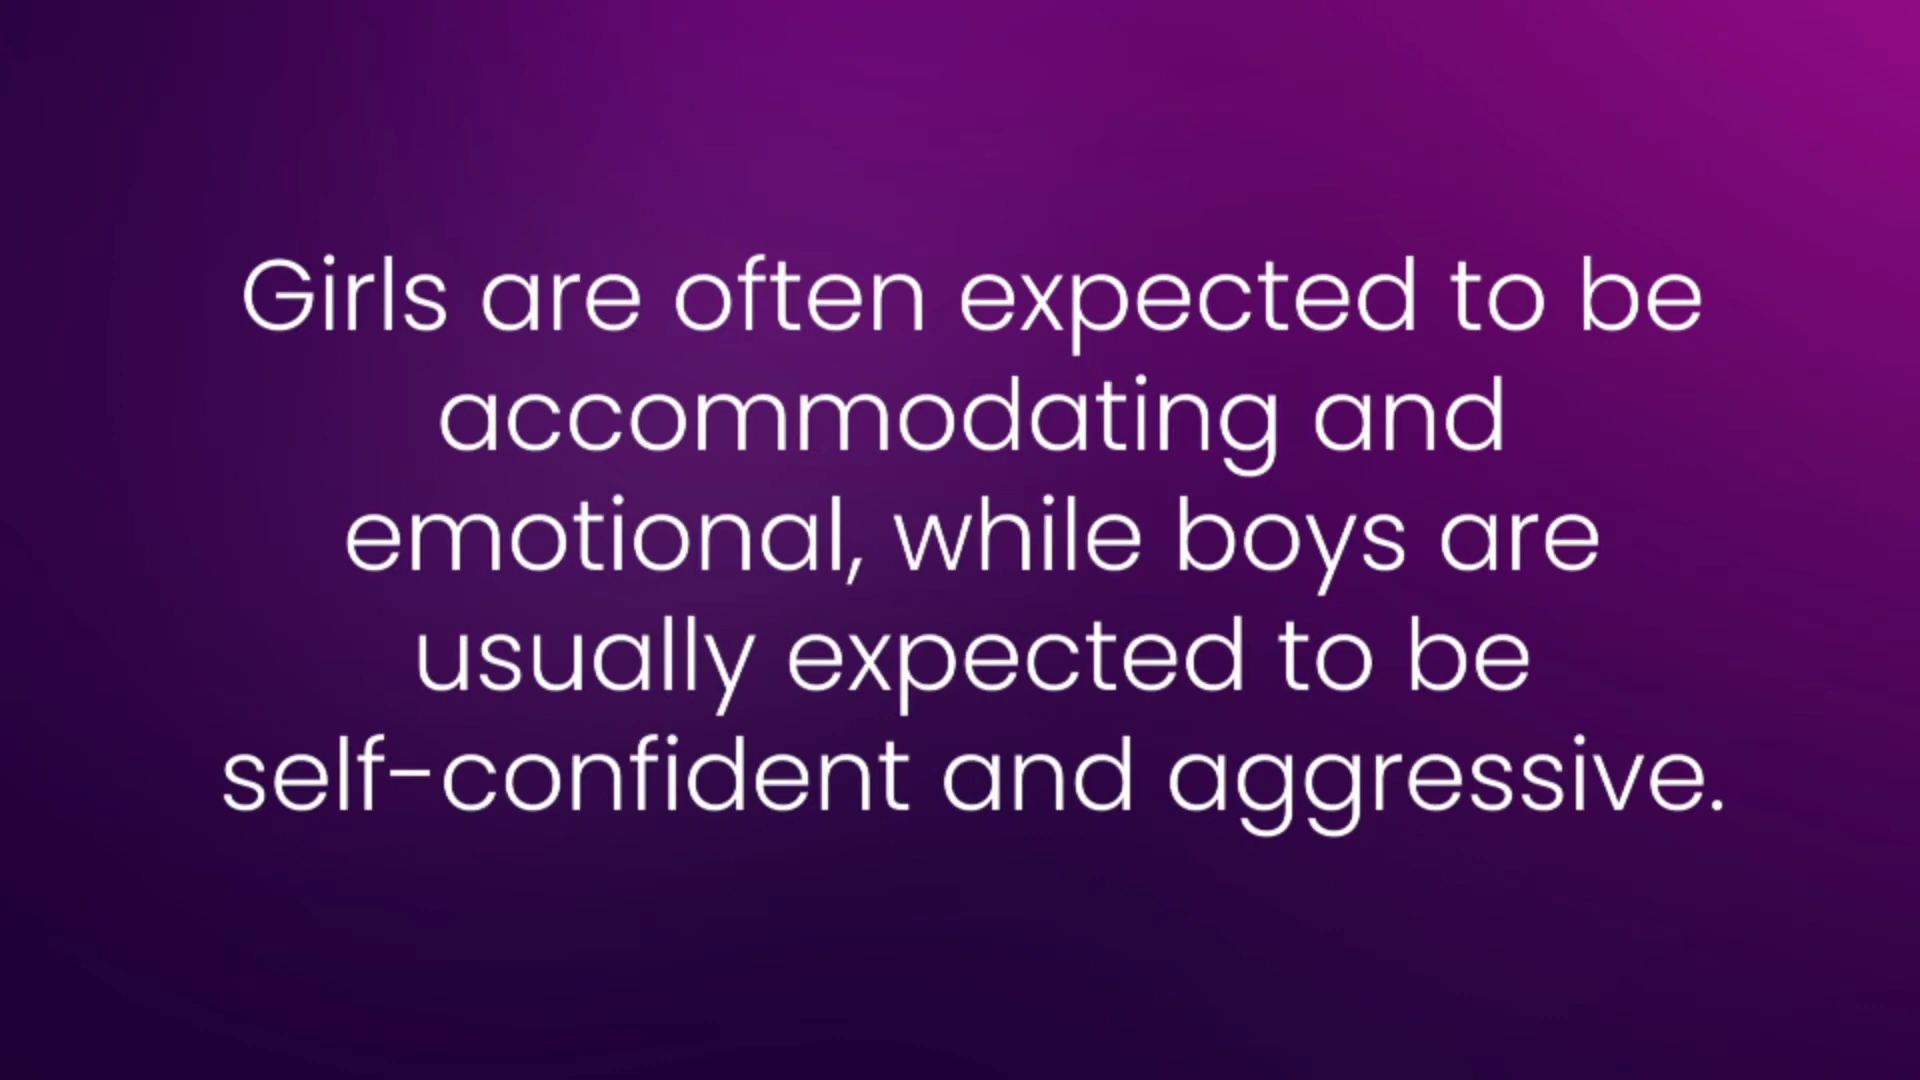 Girls are often expected to be
accommodating and
emotional, while boys are
usually expected to be
self-confident and aggressive.